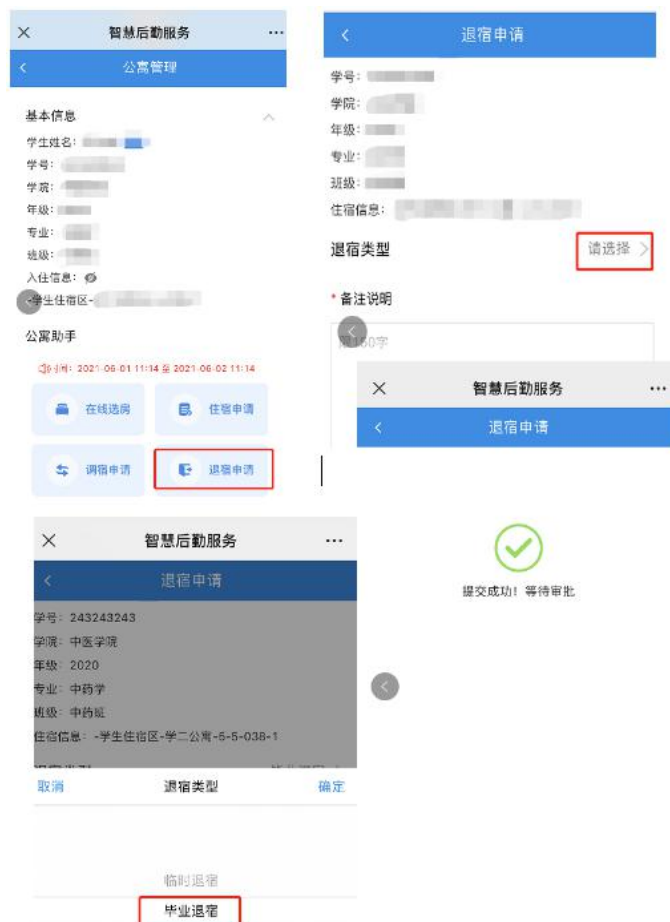 智慧后勤服务
公寓管理
基本信息
学生姓名:
学号:
学院:
年级:
专业:
班级:
入住信息:
-学生住宿区-
公寓助手
时间: 2021-06-01 11:14 至 2021-06-02 11:14
在线选房
住宿申请
调宿申请
退宿申请
退宿申请
学号:
学院:
年级:
专业:
班级:
住宿信息:
退宿类型 请选择
* 备注说明
限150字
智慧后勤服务
退宿申请
提交成功! 等待审批
智慧后勤服务
退宿申请
学号: 243243243
学院: 中医学院
年级: 2020
专业: 中药学
班级: 中药班
住宿信息: -学生住宿区-学二公寓-5-5-038-1
取消 退宿类型 确定
临时退宿
毕业退宿